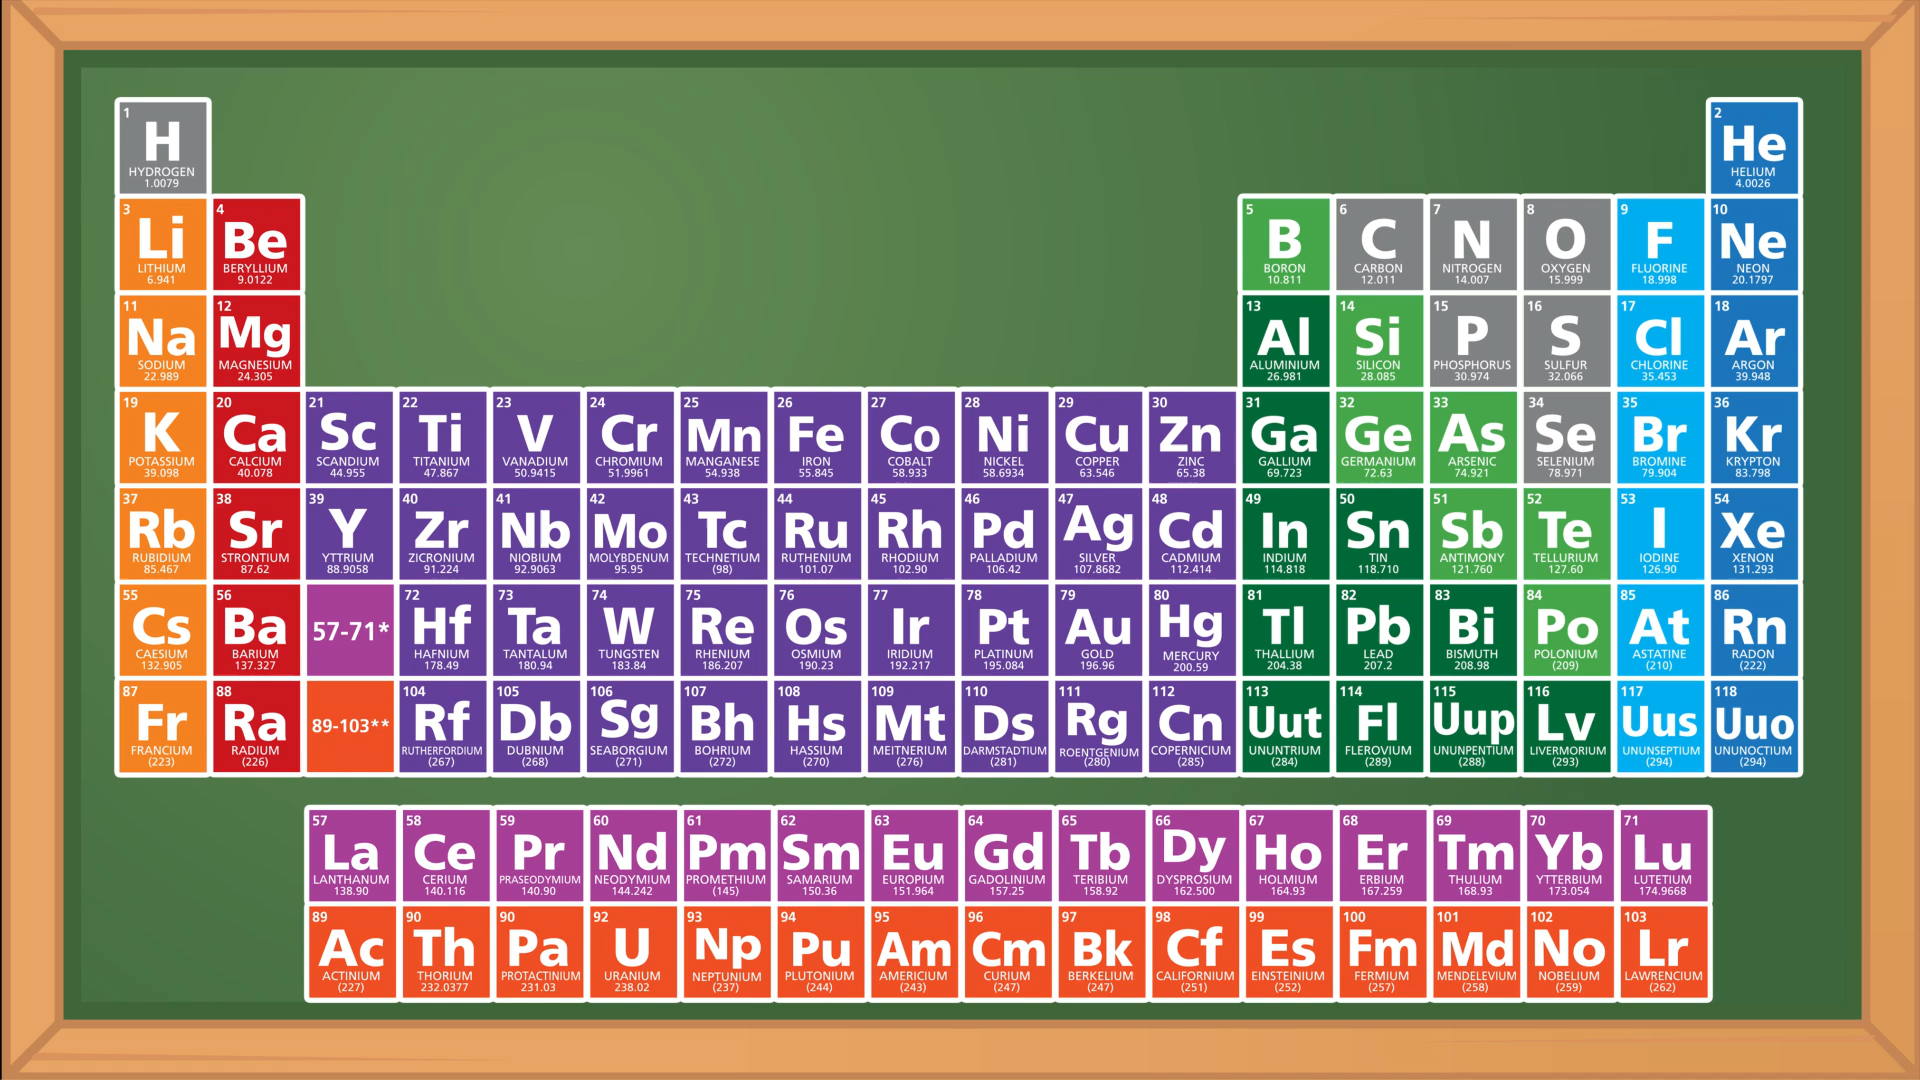 1
H
HYDROGEN
1.0079
2
He
HELIUM
4.0026
3
Li
LITHIUM
6.941
4
Be
BERYLLIUM
9.0122
5
B
BORON
10.811
6
C
CARBON
12.011
7
N
NITROGEN
14.007
8
O
OXYGEN
15.999
9
F
FLUORINE
18.998
10
Ne
NEON
20.1797
11
Na
SODIUM
22.989
12
Mg
MAGNESIUM
24.305
13
Al
ALUMINIUM
26.981
14
Si
SILICON
28.085
15
P
PHOSPHORUS
30.974
16
S
SULFUR
32.066
17
Cl
CHLORINE
35.453
18
Ar
ARGON
39.948
19
K
POTASSIUM
39.098
20
Ca
CALCIUM
40.078
21
Sc
SCANDIUM
44.955
22
Ti
TITANIUM
47.867
23
V
VANADIUM
50.9415
24
Cr
CHROMIUM
51.9961
25
Mn
MANGANESE
54.938
26
Fe
IRON
55.845
27
Co
COBALT
58.933
28
Ni
NICKEL
58.6934
29
Cu
COPPER
63.546
30
Zn
ZINC
65.38
31
Ga
GALLIUM
69.723
32
Ge
GERMANIUM
72.63
33
As
ARSENIC
74.921
34
Se
SELENIUM
78.971
35
Br
BROMINE
79.904
36
Kr
KRYPTON
83.798
37
Rb
RUBIDIUM
85.467
38
Sr
STRONTIUM
87.62
39
Y
YTTRIUM
88.9058
40
Zr
ZICRONIUM
91.224
41
Nb
NIOBIUM
92.9063
42
Mo
MOLYBDENUM
95.95
43
Tc
TECHNETIUM
(98)
44
Ru
RUTHENIUM
101.07
45
Rh
RHODIUM
102.90
46
Pd
PALLADIUM
106.42
47
Ag
SILVER
107.8682
48
Cd
CADMIUM
112.414
49
In
INDIUM
114.818
50
Sn
TIN
118.710
51
Sb
ANTIMONY
121.760
52
Te
TELLURIUM
127.60
53
I
IODINE
126.90
54
Xe
XENON
131.293
55
Cs
CAESIUM
132.905
56
Ba
BARIUM
137.327
57-71*
72
Hf
HAFNIUM
178.49
73
Ta
TANTALUM
180.94
74
W
TUNGSTEN
183.84
75
Re
RHENIUM
186.207
76
Os
OSMIUM
190.23
77
Ir
IRIDIUM
192.217
78
Pt
PLATINUM
195.084
79
Au
GOLD
196.96
80
Hg
MERCURY
200.59
81
Tl
THALLIUM
204.38
82
Pb
LEAD
207.2
83
Bi
BISMUTH
208.98
84
Po
POLONIUM
(209)
85
At
ASTATINE
(210)
86
Rn
RADON
(222)
87
Fr
FRANCIUM
(223)
88
Ra
RADIUM
(226)
89-103**
104
Rf
RUTHERFORDIUM
(267)
105
Db
DUBNIUM
(268)
106
Sg
SEABORGIUM
(271)
107
Bh
BOHRIUM
(272)
108
Hs
HASSIUM
(270)
109
Mt
MEITNERIUM
(276)
110
Ds
DARMSTADTIUM
(281)
111
Rg
ROENTGENIUM
(280)
112
Cn
COPERNICIUM
(285)
113
Uut
UNUNTRIUM
(284)
114
Fl
FLEROVIUM
(289)
115
Uup
UNUNPENTIUM
(288)
116
Lv
LIVERMORIUM
(293)
117
Uus
UNUNSEPTIUM
(294)
118
Uuo
UNUNOCTIUM
(294)
57
La
LANTHANUM
138.90
58
Ce
CERIUM
140.116
59
Pr
PRASEODYMIUM
140.90
60
Nd
NEODYMIUM
144.242
61
Pm
PROMETHIUM
(145)
62
Sm
SAMARIUM
150.36
63
Eu
EUROPIUM
151.964
64
Gd
GADOLINIUM
157.25
65
Tb
TERIBIUM
158.92
66
Dy
DYSPROSIUM
162.500
67
Ho
HOLMIUM
164.93
68
Er
ERBIUM
167.259
69
Tm
THULIUM
168.93
70
Yb
YTTERBIUM
173.054
71
Lu
LUTETIUM
174.9668
89
Ac
ACTINIUM
(227)
90
Th
THORIUM
232.0377
90
Pa
PROTACTINIUM
231.03
92
U
URANIUM
238.02
93
Np
NEPTUNIUM
(237)
94
Pu
PLUTONIUM
(244)
95
Am
AMERICIUM
(243)
96
Cm
CURIUM
(247)
97
Bk
BERKELIUM
(247)
98
Cf
CALIFORNIUM
(251)
99
Es
EINSTEINIUM
(252)
100
Fm
FERMIUM
(257)
101
Md
MENDELEVIUM
(258)
102
No
NOBELIUM
(259)
103
Lr
LAWRENCIUM
(262)